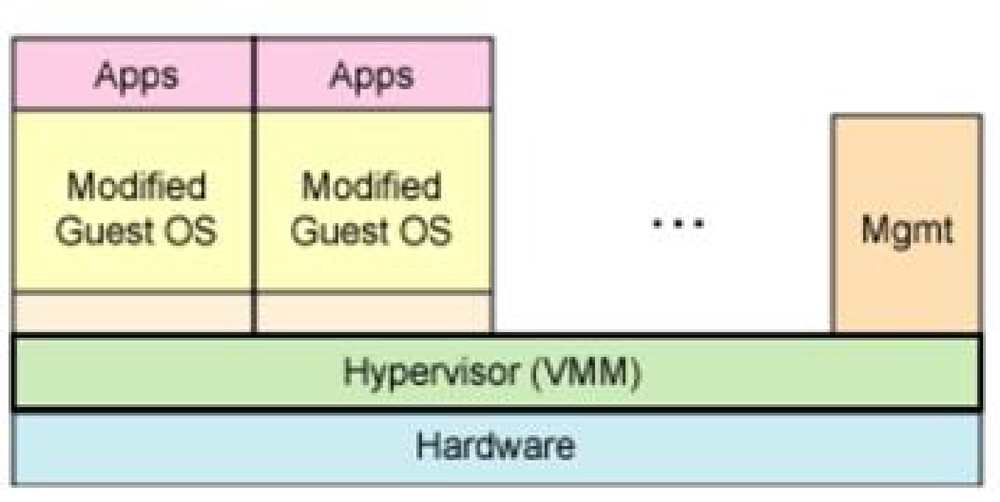 Apps
Apps
Modified
Guest OS
Modified
Guest OS
...
Mgmt
Hypervisor (VMM)
Hardware